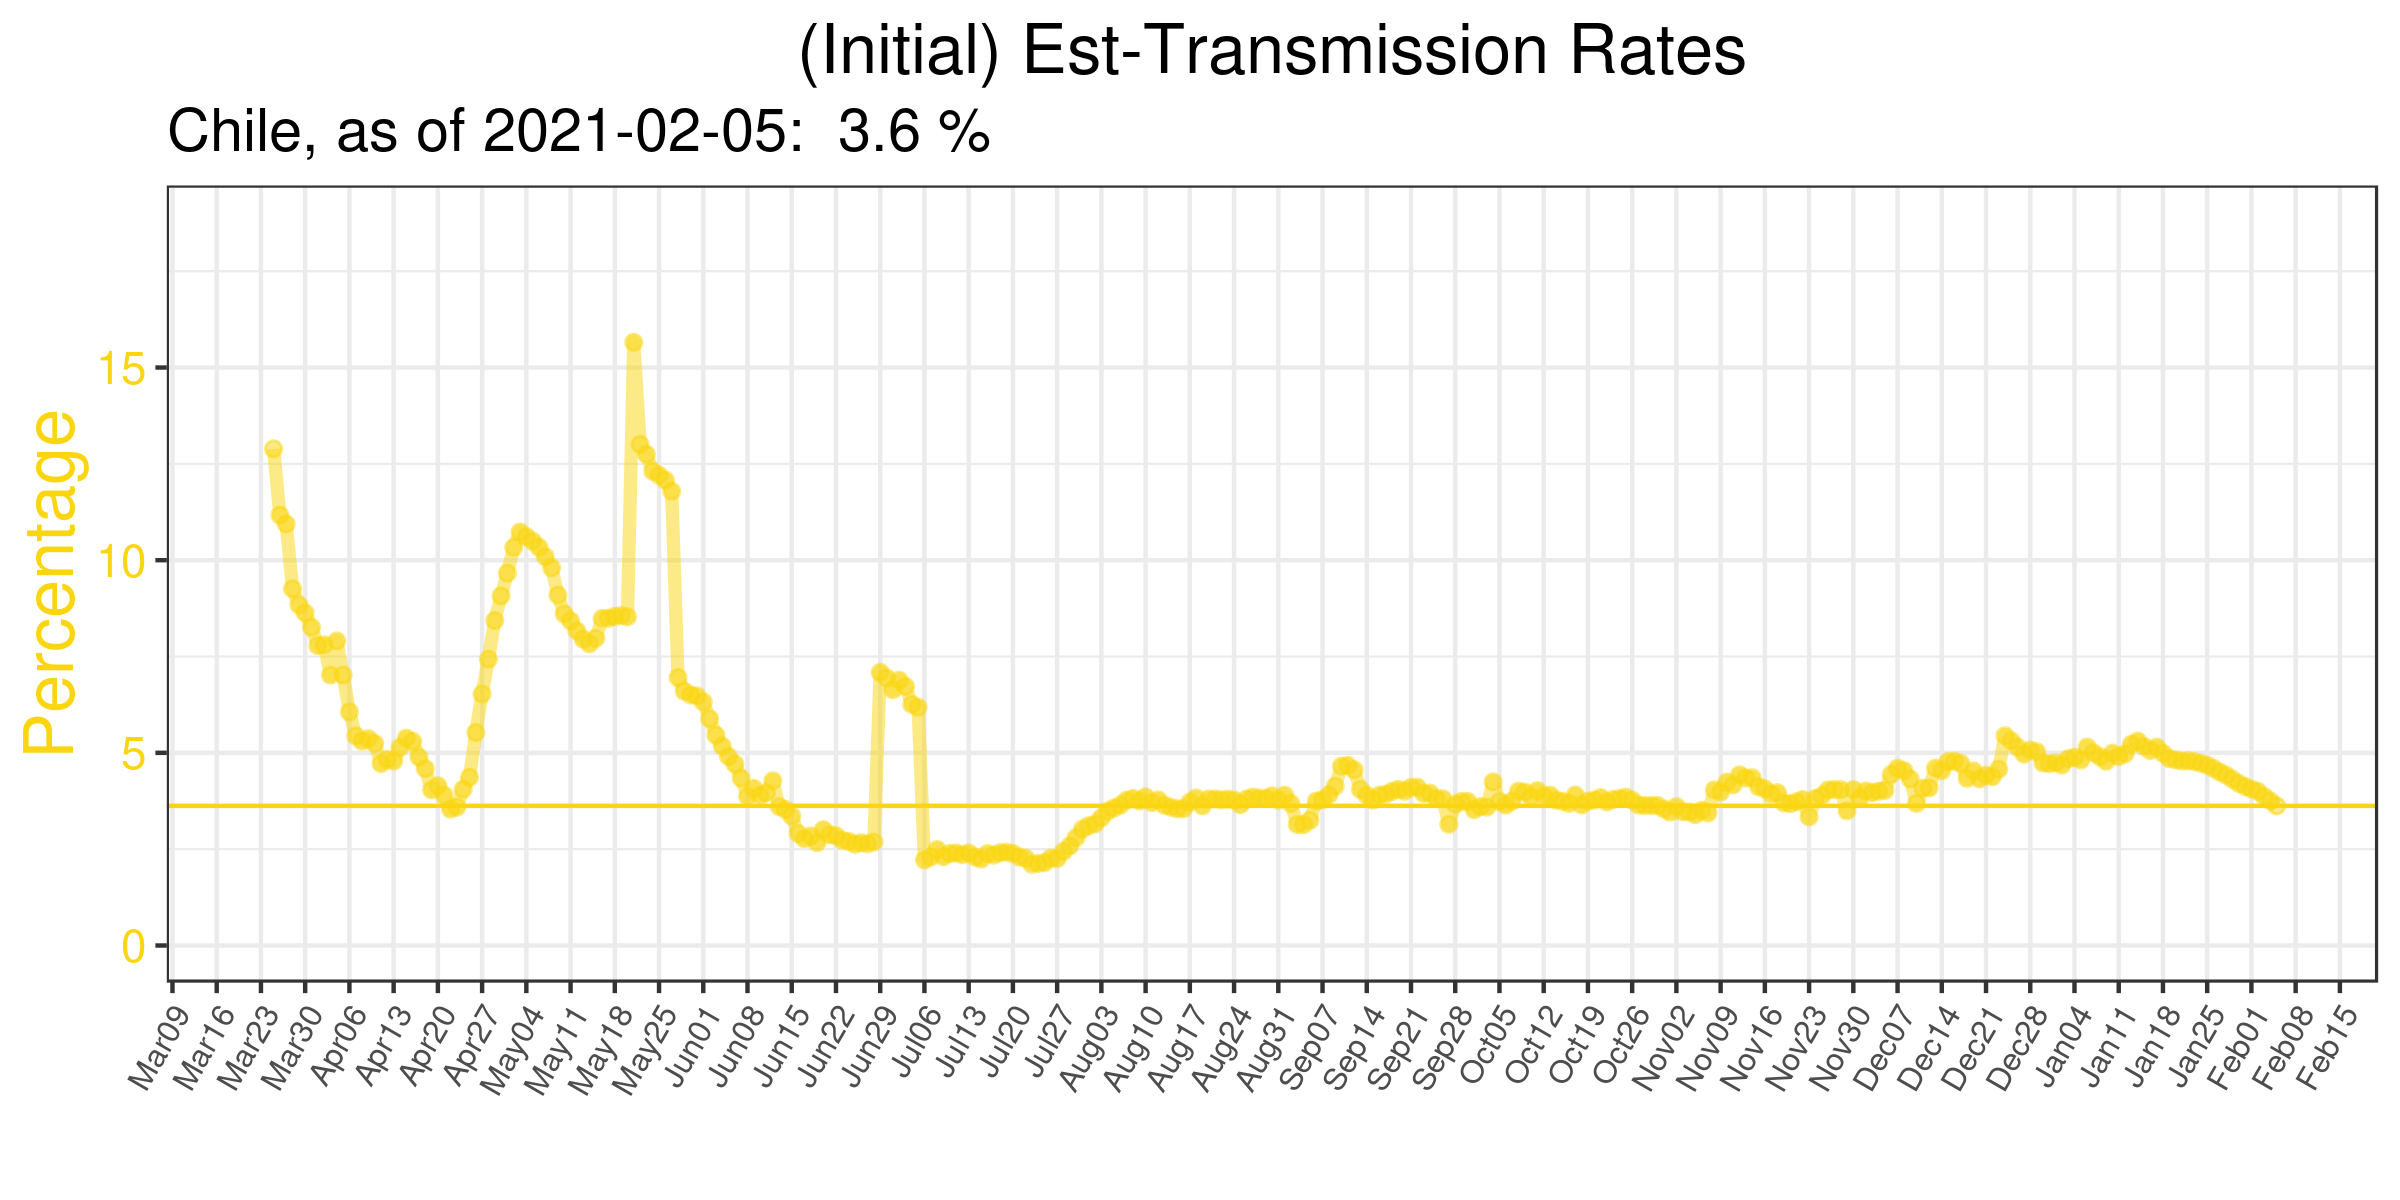 (Initial) Est-Transmission Rates
Chile, as of 2021-02-05:  3.6 %
Percentage
15
10
5
0
Mar09
Mar16
Mar23
Mar30
Apr06
Apr13
Apr20
Apr27
May04
May11
May18
May25
Jun01
Jun08
Jun15
Jun22
Jun29
Jul06
Jul13
Jul20
Jul27
Aug03
Aug10
Aug17
Aug24
Aug31
Sep07
Sep14
Sep21
Sep28
Oct05
Oct12
Oct19
Oct26
Nov02
Nov09
Nov16
Nov23
Nov30
Dec07
Dec14
Dec21
Dec28
Jan04
Jan11
Jan18
Jan25
Feb01
Feb08
Feb15